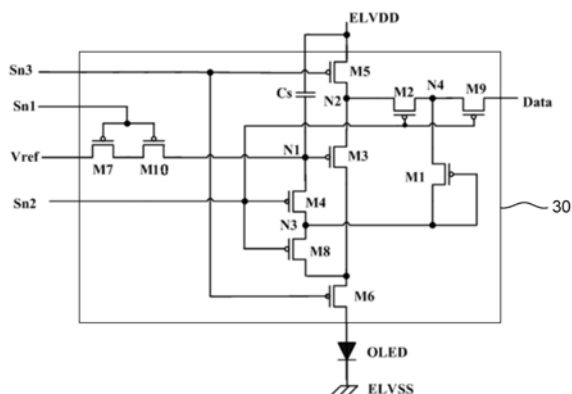 ELVDD
Sn3
M5
Sn1
Cs
N2
M2
N4
M9
Data
Vref
M7
M10
N1
M3
M1
Sn2
M4
N3
M8
30
M6
OLED
ELVSS